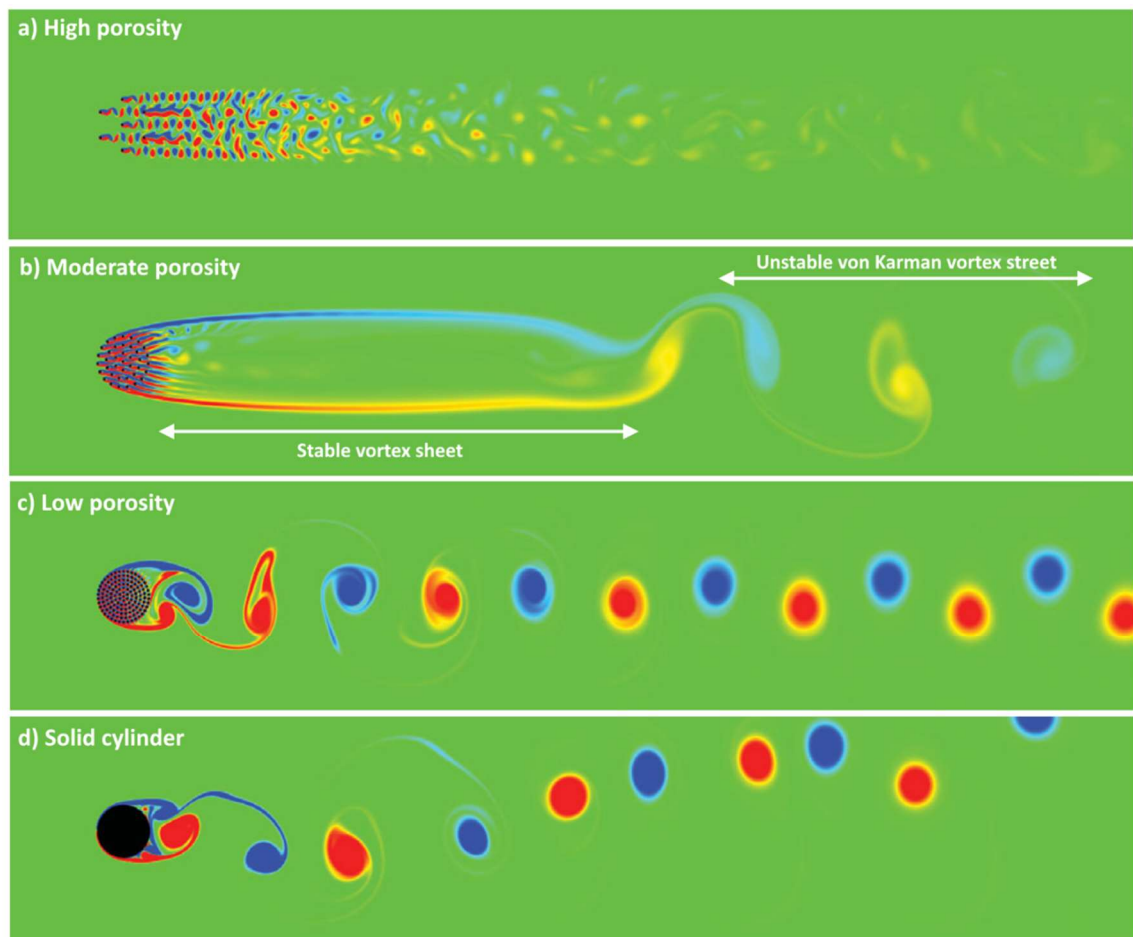 a) High porosity
b) Moderate porosity
Unstable von Karman vortex street
Stable vortex sheet
c) Low porosity
d) Solid cylinder